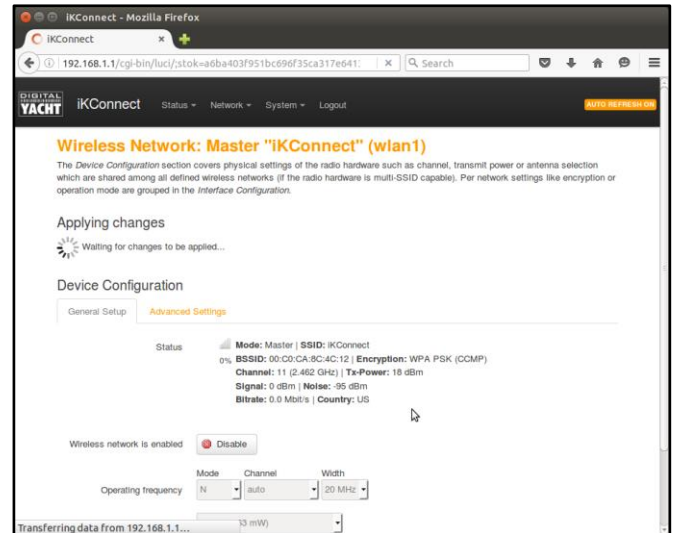 iKConnect - Mozilla Firefox
iKConnect
192.168.1.1/cgi-bin/luci/;stok=a6ba403f951bc696f35ca317e641 Search
DIGITAL YACHT iKConnect Status Network System Logout AUTO REFRESH ON
Wireless Network: Master "iKConnect" (wlan1)
The Device Configuration section covers physical settings of the radio hardware such as channel, transmit power or antenna selection
which are shared among all defined wireless networks (if the radio hardware is multi-SSID capable). Per network settings like encryption or
operation mode are grouped in the Interface Configuration.
Applying changes
Waiting for changes to be applied...
Device Configuration
General Setup Advanced Settings
Status Mode: Master | SSID: iKConnect
0% BSSID: 00:C0:CA:8C:4C:12 | Encryption: WPA PSK (CCMP)
Channel: 11 (2.462 GHz) | Tx-Power: 18 dBm
Signal: 0 dBm | Noise: -95 dBm
Bitrate: 0.0 Mbit/s | Country: US
Wireless network is enabled Disable
Mode Channel Width
Operating frequency N auto 20 MHz
mW)
Transferring data from 192.168.1.1...